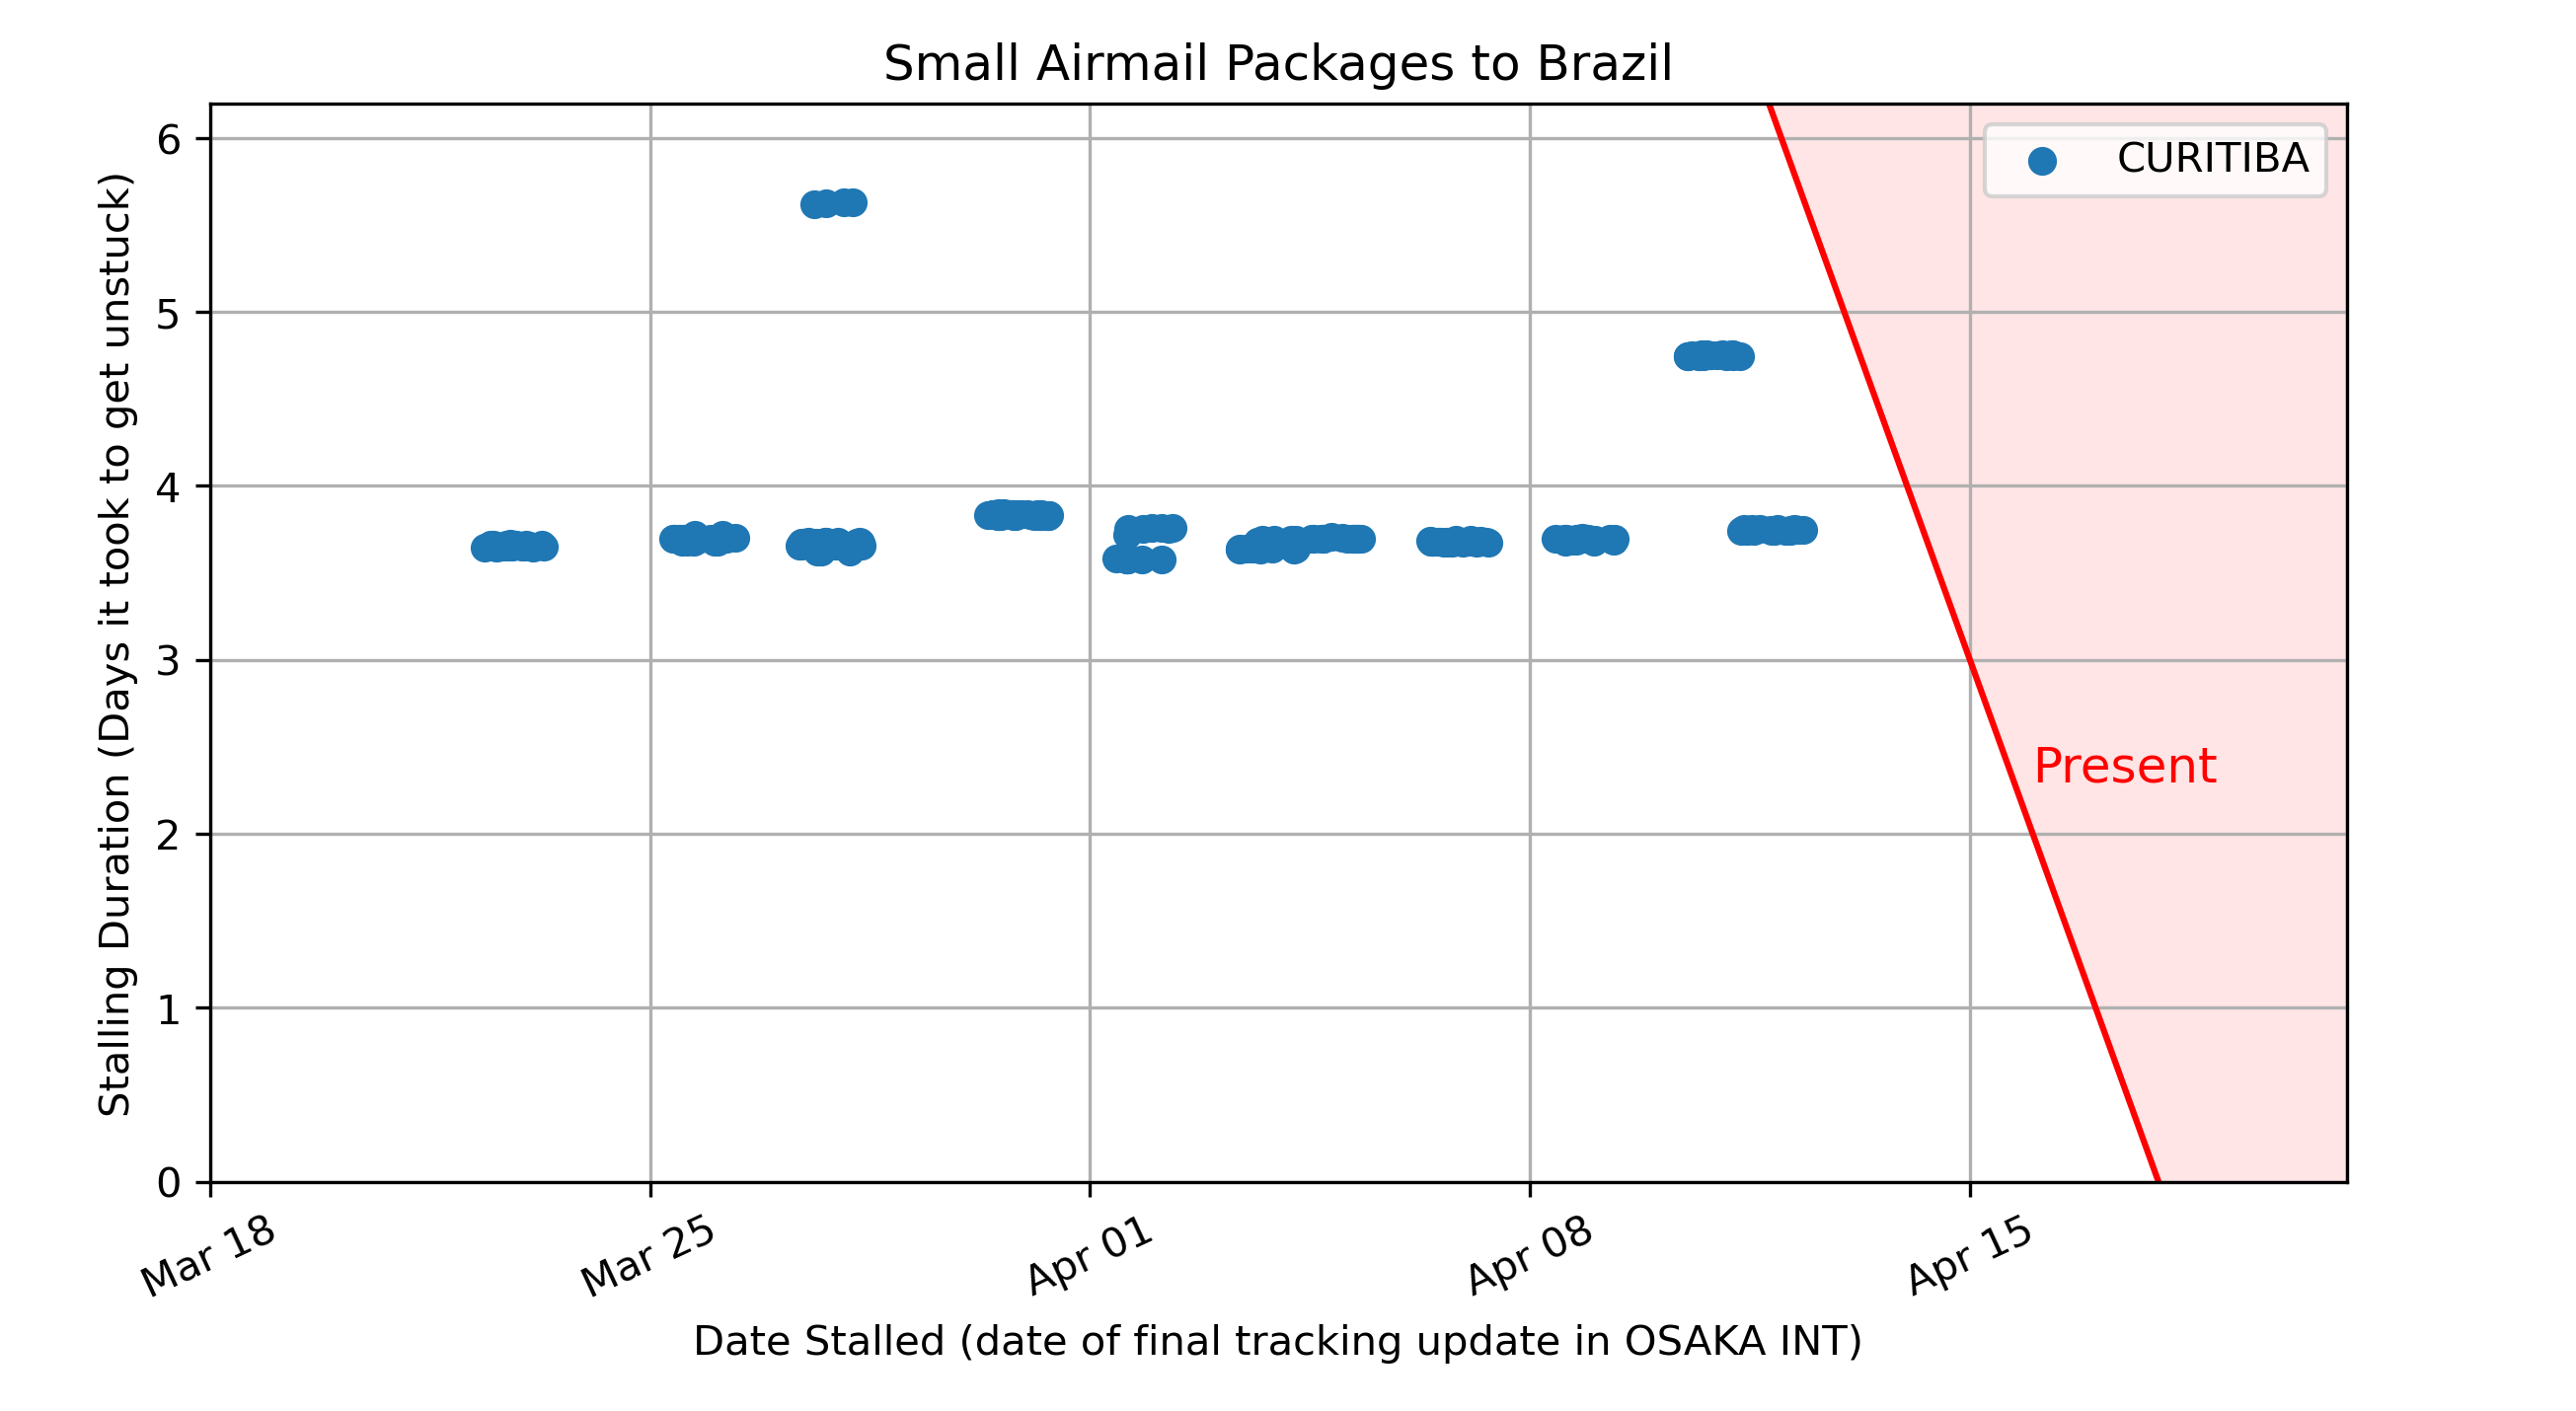 Small Airmail Packages to Brazil
Stalling Duration (Days it took to get unstuck)
6
5
4
3
2
1
0
CURITIBA
Present
Mar 18
Mar 25
Apr 01
Apr 08
Apr 15
Date Stalled (date of final tracking update in OSAKA INT)